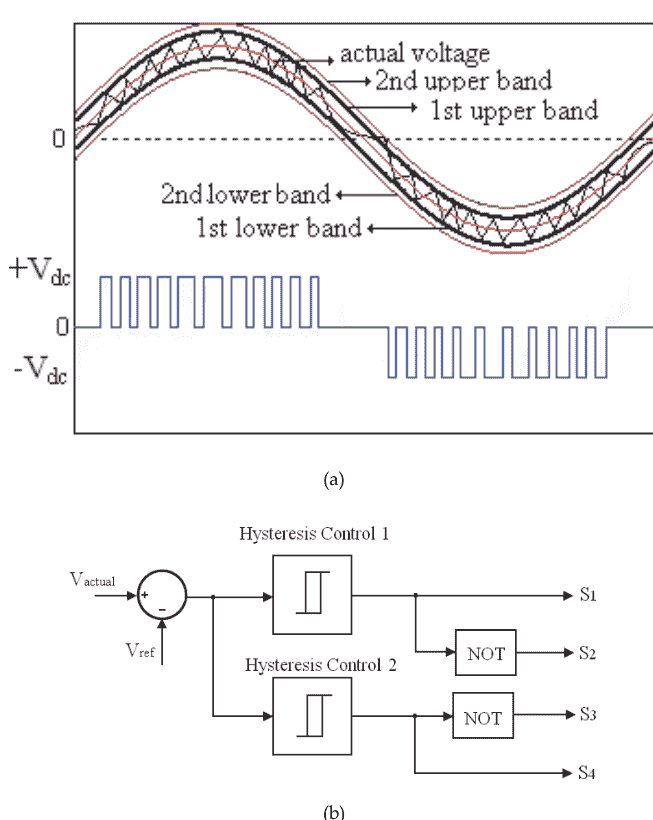 actual voltage
2nd upper band
1st upper band
0
2nd lower band
1st lower band
+Vdc
0
-Vdc
(a)
Hysteresis Control 1
Vactual
+
-
Vref
S1
NOT
S2
Hysteresis Control 2
NOT
S3
S4
(b)